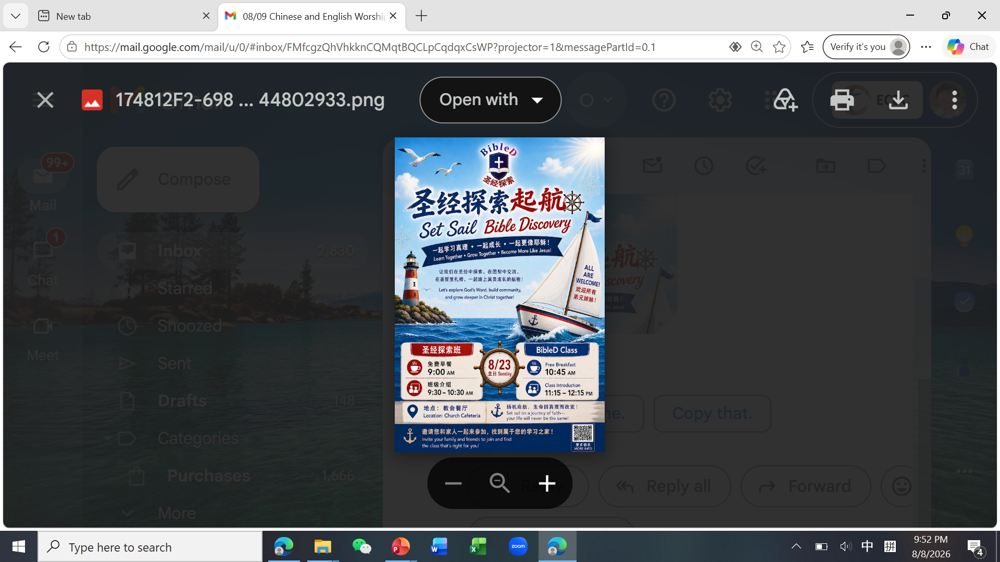 New tab
08/09 Chinese and English Worshi
https://mail.google.com/mail/u/0/#inbox/FMfcgzQhVhkknCQMqtBQCLpCqdqxCsWP?projector=1&messagePartId=0.1
Verify it's you
Chat
174812F2-698 ... 44802933.png
Open with
99+
Compose
Mail
31
1
Inbox
2,830
Chat
Starred
Snoozed
Meet
Sent
Drafts
148
Categories
Purchases
1,666
More
BibleD
圣经探索
圣经探索起航
Set Sail Bible Discovery
一起学习真理 • 一起成长 • 一起更像耶稣！
Learn Together • Grow Together • Become More Like Jesus!
让我们在圣经中探索、在团契中交流、
在基督里扎根，一起踏上属灵成长的航程！
Let's explore God's Word, build community,
and grow deeper in Christ together!
ALL
ARE
WELCOME!
欢迎所有
弟兄姊妹！
圣经探索班
免费早餐
9:00 AM
班级介绍
9:30 – 10:30 AM
8/23
主日 Sunday
BibleD Class
Free Breakfast
10:45 AM
Class Introduction
11:15 – 12:15 PM
地点：教会餐厅
Location: Church Cafeteria
扬帆启航，生命因真理而改变！
Set sail on a journey of faith—
your life will never be the same!
邀请您和家人一起来参加，找到属于您的学习之家！
Invite your family and friends to join and find
the class that's right for you!
更多信息
MORE INFO
Copy that.
Reply all
Forward
Type here to search
zoom
中
拼
9:52 PM
8/8/2026
4